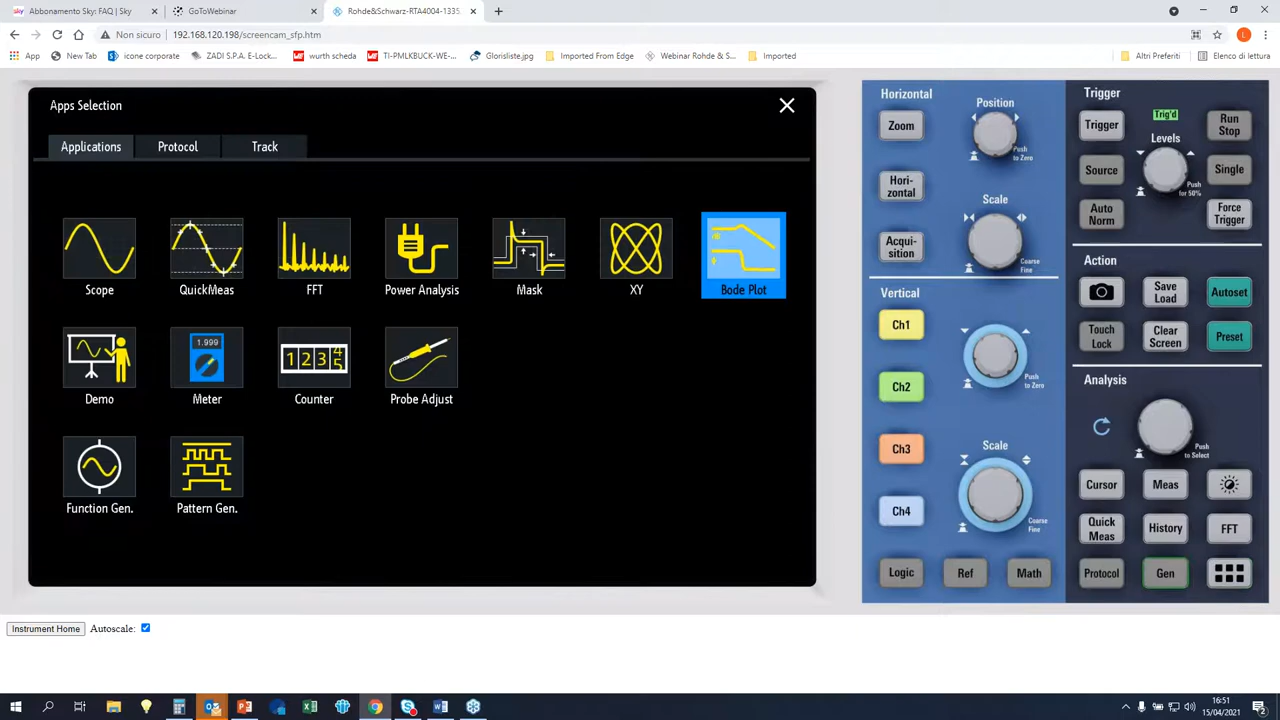 Abbonamento Sky: FAQ | Sky
GoToWebinar
Rohde&Schwarz-RTA4004-1335
Non sicuro | 192.168.120.198/screencam_sfp.htm
App
New Tab
icone corporate
ZADI S.P.A. E-Lock...
wurth scheda
TI-PMLKBUCK-WE-...
Glorisliste.jpg
Imported From Edge
Webinar Rohde & S...
Imported
Altri Preferiti
Elenco di lettura
Apps Selection
Applications
Protocol
Track
Scope
QuickMeas
FFT
Power Analysis
Mask
XY
Bode Plot
Demo
1.999
Meter
Counter
Probe Adjust
Function Gen.
Pattern Gen.
Horizontal
Position
Zoom
Push
to Zero
Hori-
zontal
Scale
Acqui-
sition
Coarse
Fine
Vertical
Ch1
Ch2
Push
to Zero
Ch3
Scale
Ch4
Coarse
Fine
Logic
Ref
Math
Trigger
Trig'd
Trigger
Levels
Run
Stop
Source
Single
Push
for 50%
Auto
Norm
Force
Trigger
Action
Save
Load
Autoset
Touch
Lock
Clear
Screen
Preset
Analysis
Push
to Select
Cursor
Meas
Quick
Meas
History
FFT
Protocol
Gen
Instrument Home
Autoscale:
16:51
15/04/2021
2